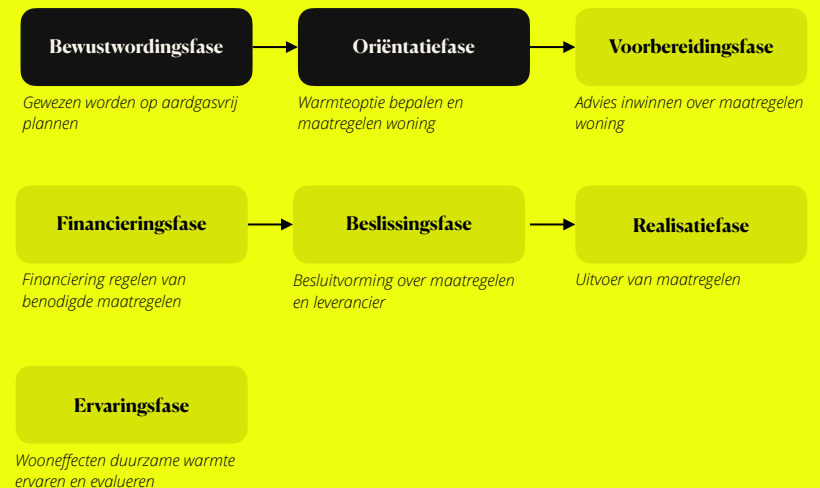 Bewustwordingsfase
Gewezen worden op aardgasvrij
plannen
Oriëntatiefase
Warmteoptie bepalen en
maatregelen woning
Voorbereidingsfase
Advies inwinnen over maatregelen
woning
Financieringsfase
Financiering regelen van
benodigde maatregelen
Beslissingsfase
Besluitvorming over maatregelen
en leverancier
Realisatiefase
Uitvoer van maatregelen
Ervaringsfase
Wooneffecten duurzame warmte
ervaren en evalueren